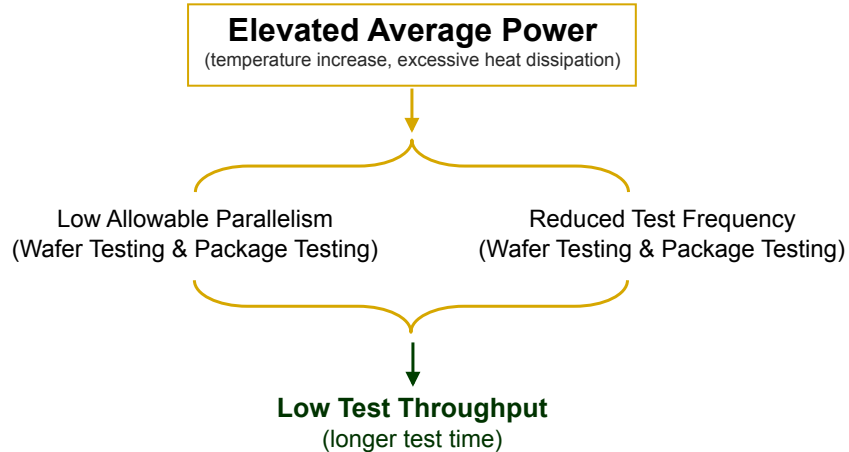 Elevated Average Power
(temperature increase, excessive heat dissipation)
Low Allowable Parallelism
(Wafer Testing & Package Testing)
Reduced Test Frequency
(Wafer Testing & Package Testing)
Low Test Throughput
(longer test time)